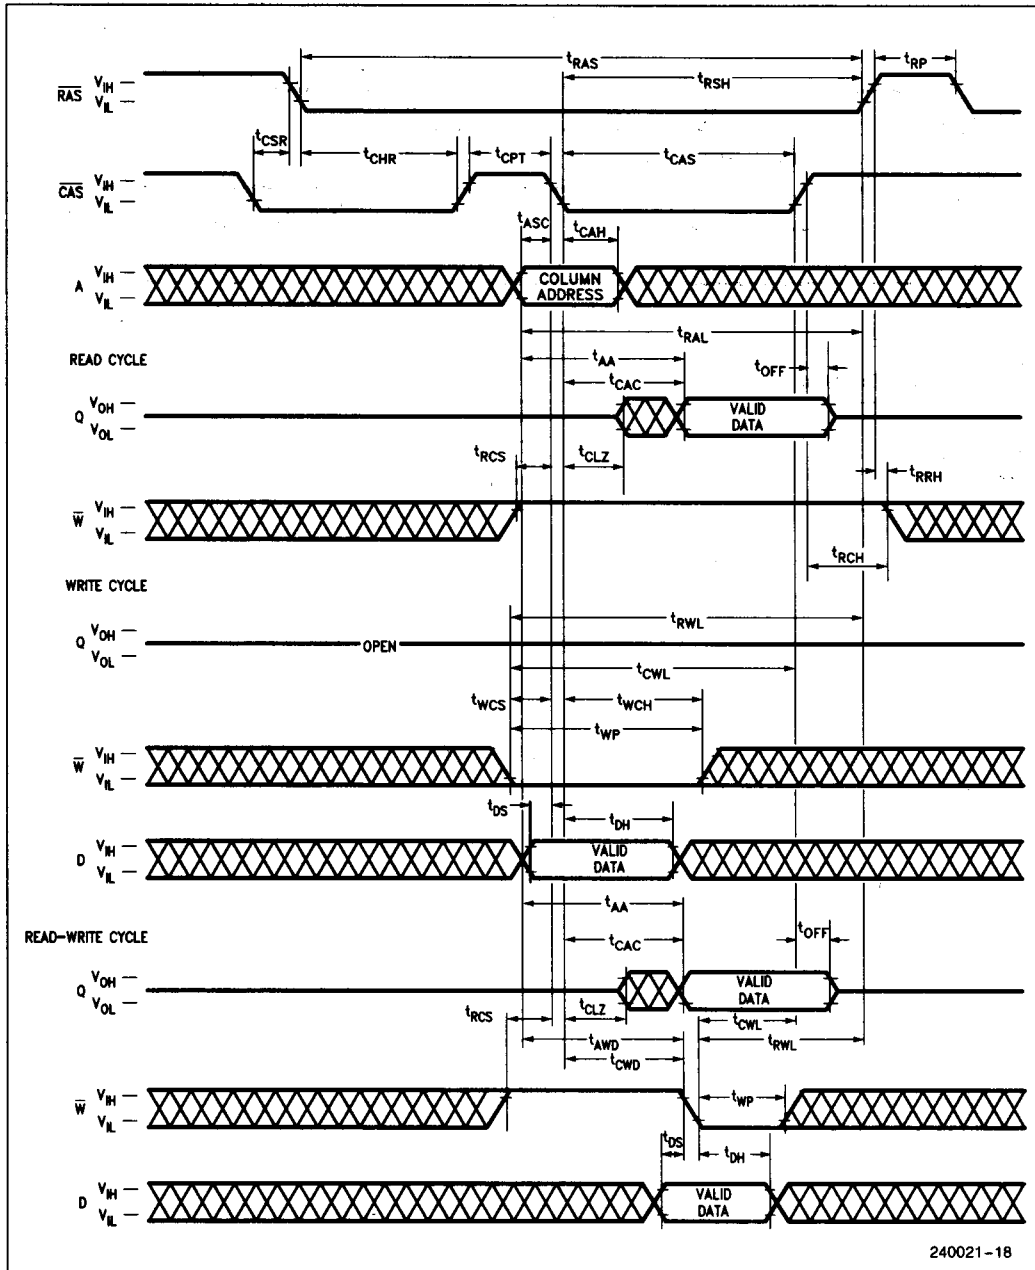 tRAS
tRP
tRSH
RAS VIH
VIL
tCSR
tCHR
tCPT
tCAS
CAS VIH
VIL
tASC
tCAH
A VIH
VIL
COLUMN
ADDRESS
tRAL
READ CYCLE
tAA
tOFF
tCAC
Q VOH
VOL
VALID
DATA
tRCS
tCLZ
tRRH
W VIH
VIL
tRCH
WRITE CYCLE
tRWL
Q VOH
VOL
OPEN
tCWL
tWCS
tWCH
tWP
W VIH
VIL
tDS
tDH
D VIH
VIL
VALID
DATA
tAA
READ-WRITE CYCLE
tCAC
tOFF
Q VOH
VOL
VALID
DATA
tRCS
tCLZ
tCWL
tAWD
tRWL
tCWD
W VIH
VIL
tWP
tDS
tDH
D VIH
VIL
VALID
DATA
240021-18